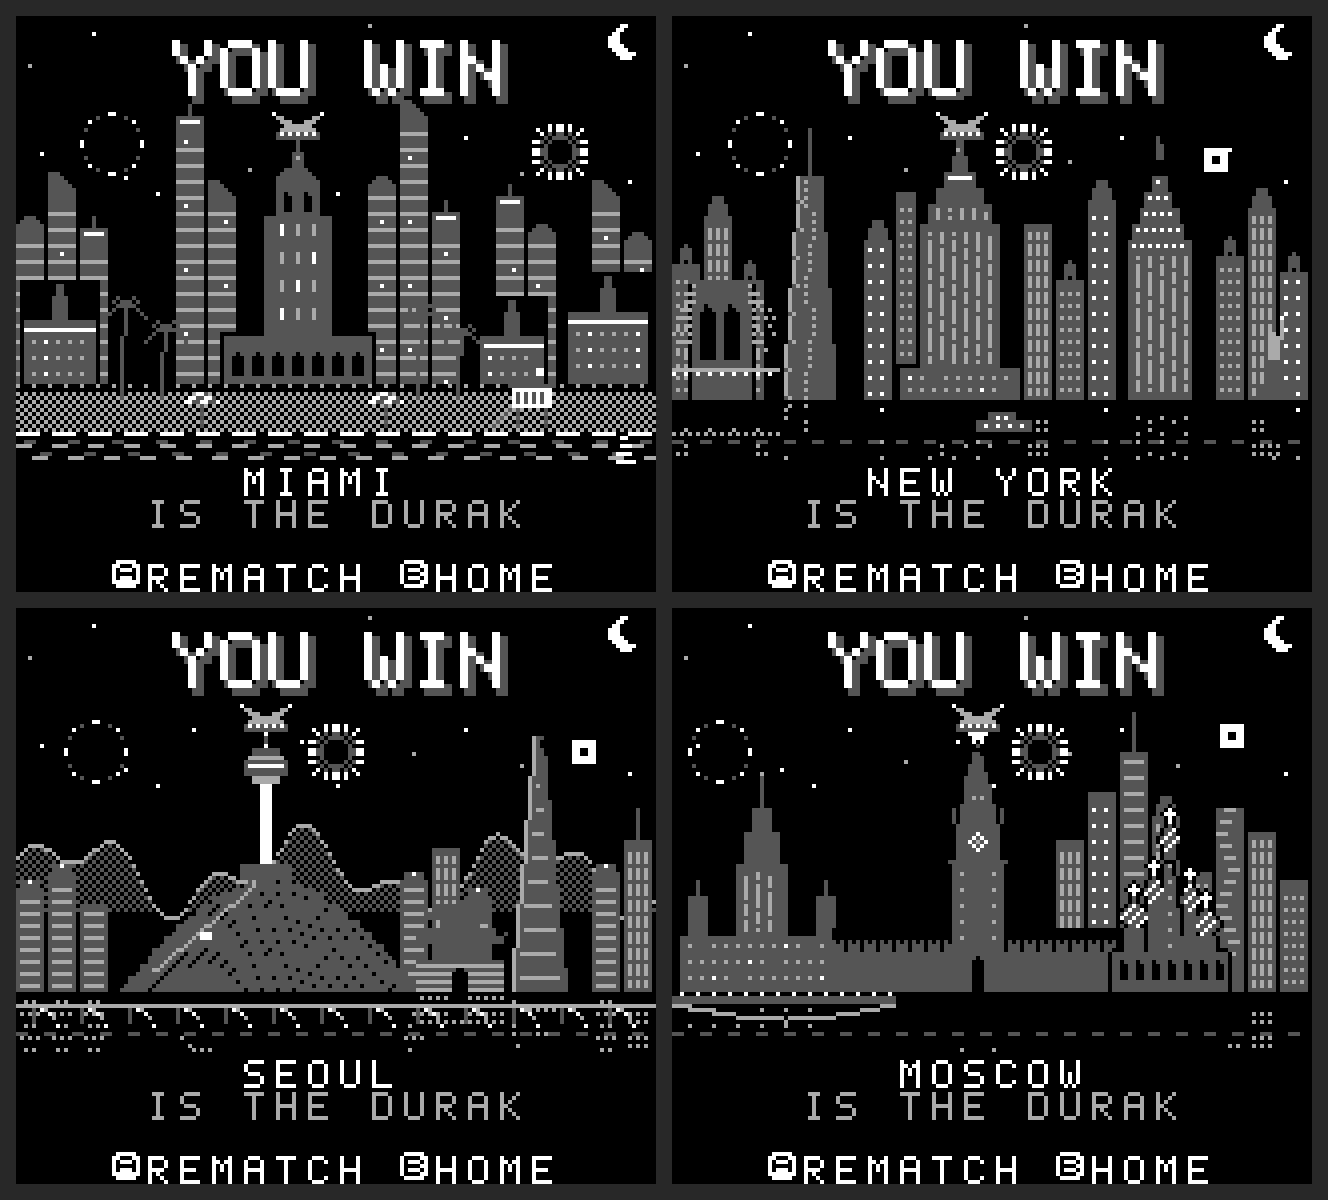 YOU WIN
MIAMI
IS THE DURAK
A REMATCH B HOME
YOU WIN
NEW YORK
IS THE DURAK
A REMATCH B HOME
YOU WIN
SEOUL
IS THE DURAK
A REMATCH B HOME
YOU WIN
MOSCOW
IS THE DURAK
A REMATCH B HOME